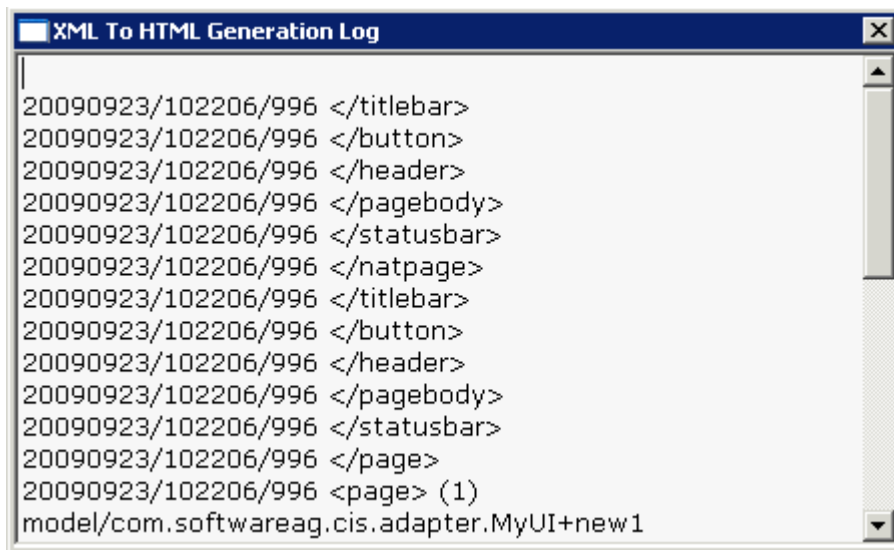 XML To HTML Generation Log
20090923/102206/996 </titlebar>
20090923/102206/996 </button>
20090923/102206/996 </header>
20090923/102206/996 </pagebody>
20090923/102206/996 </statusbar>
20090923/102206/996 </natpage>
20090923/102206/996 </titlebar>
20090923/102206/996 </button>
20090923/102206/996 </header>
20090923/102206/996 </pagebody>
20090923/102206/996 </statusbar>
20090923/102206/996 </page>
20090923/102206/996 <page> (1)
model/com.softwareag.cis.adapter.MyUI+new1